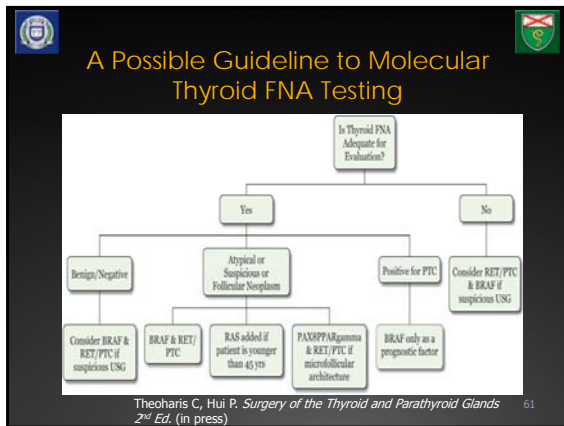 A Possible Guideline to Molecular
Thyroid FNA Testing
Is Thyroid FNA
Adequate for
Evaluation?
Yes
No
Benign/Negative
Atypical or
Suspicious or
Follicular Neoplasm
Positive for PTC
Consider RET/PTC
& BRAF if
suspicious USG
Consider BRAF &
RET/PTC if
suspicious USG
BRAF & RET/
PTC
RAS added if
patient is younger
than 45 yrs
PAX8PPARgamma
& RET/PTC if
microfollicular
architecture
BRAF only as a
prognostic factor
Theoharis C, Hui P. Surgery of the Thyroid and Parathyroid Glands
2nd Ed. (in press)
61